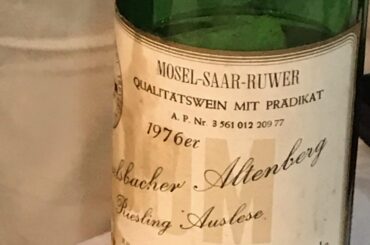 MOSEL-SAAR-RUWER
QUALITÄTSWEIN MIT PRÄDIKAT
A. P. Nr. 3 561 012 209 77
1976er
Altenberg
Riesling Auslese